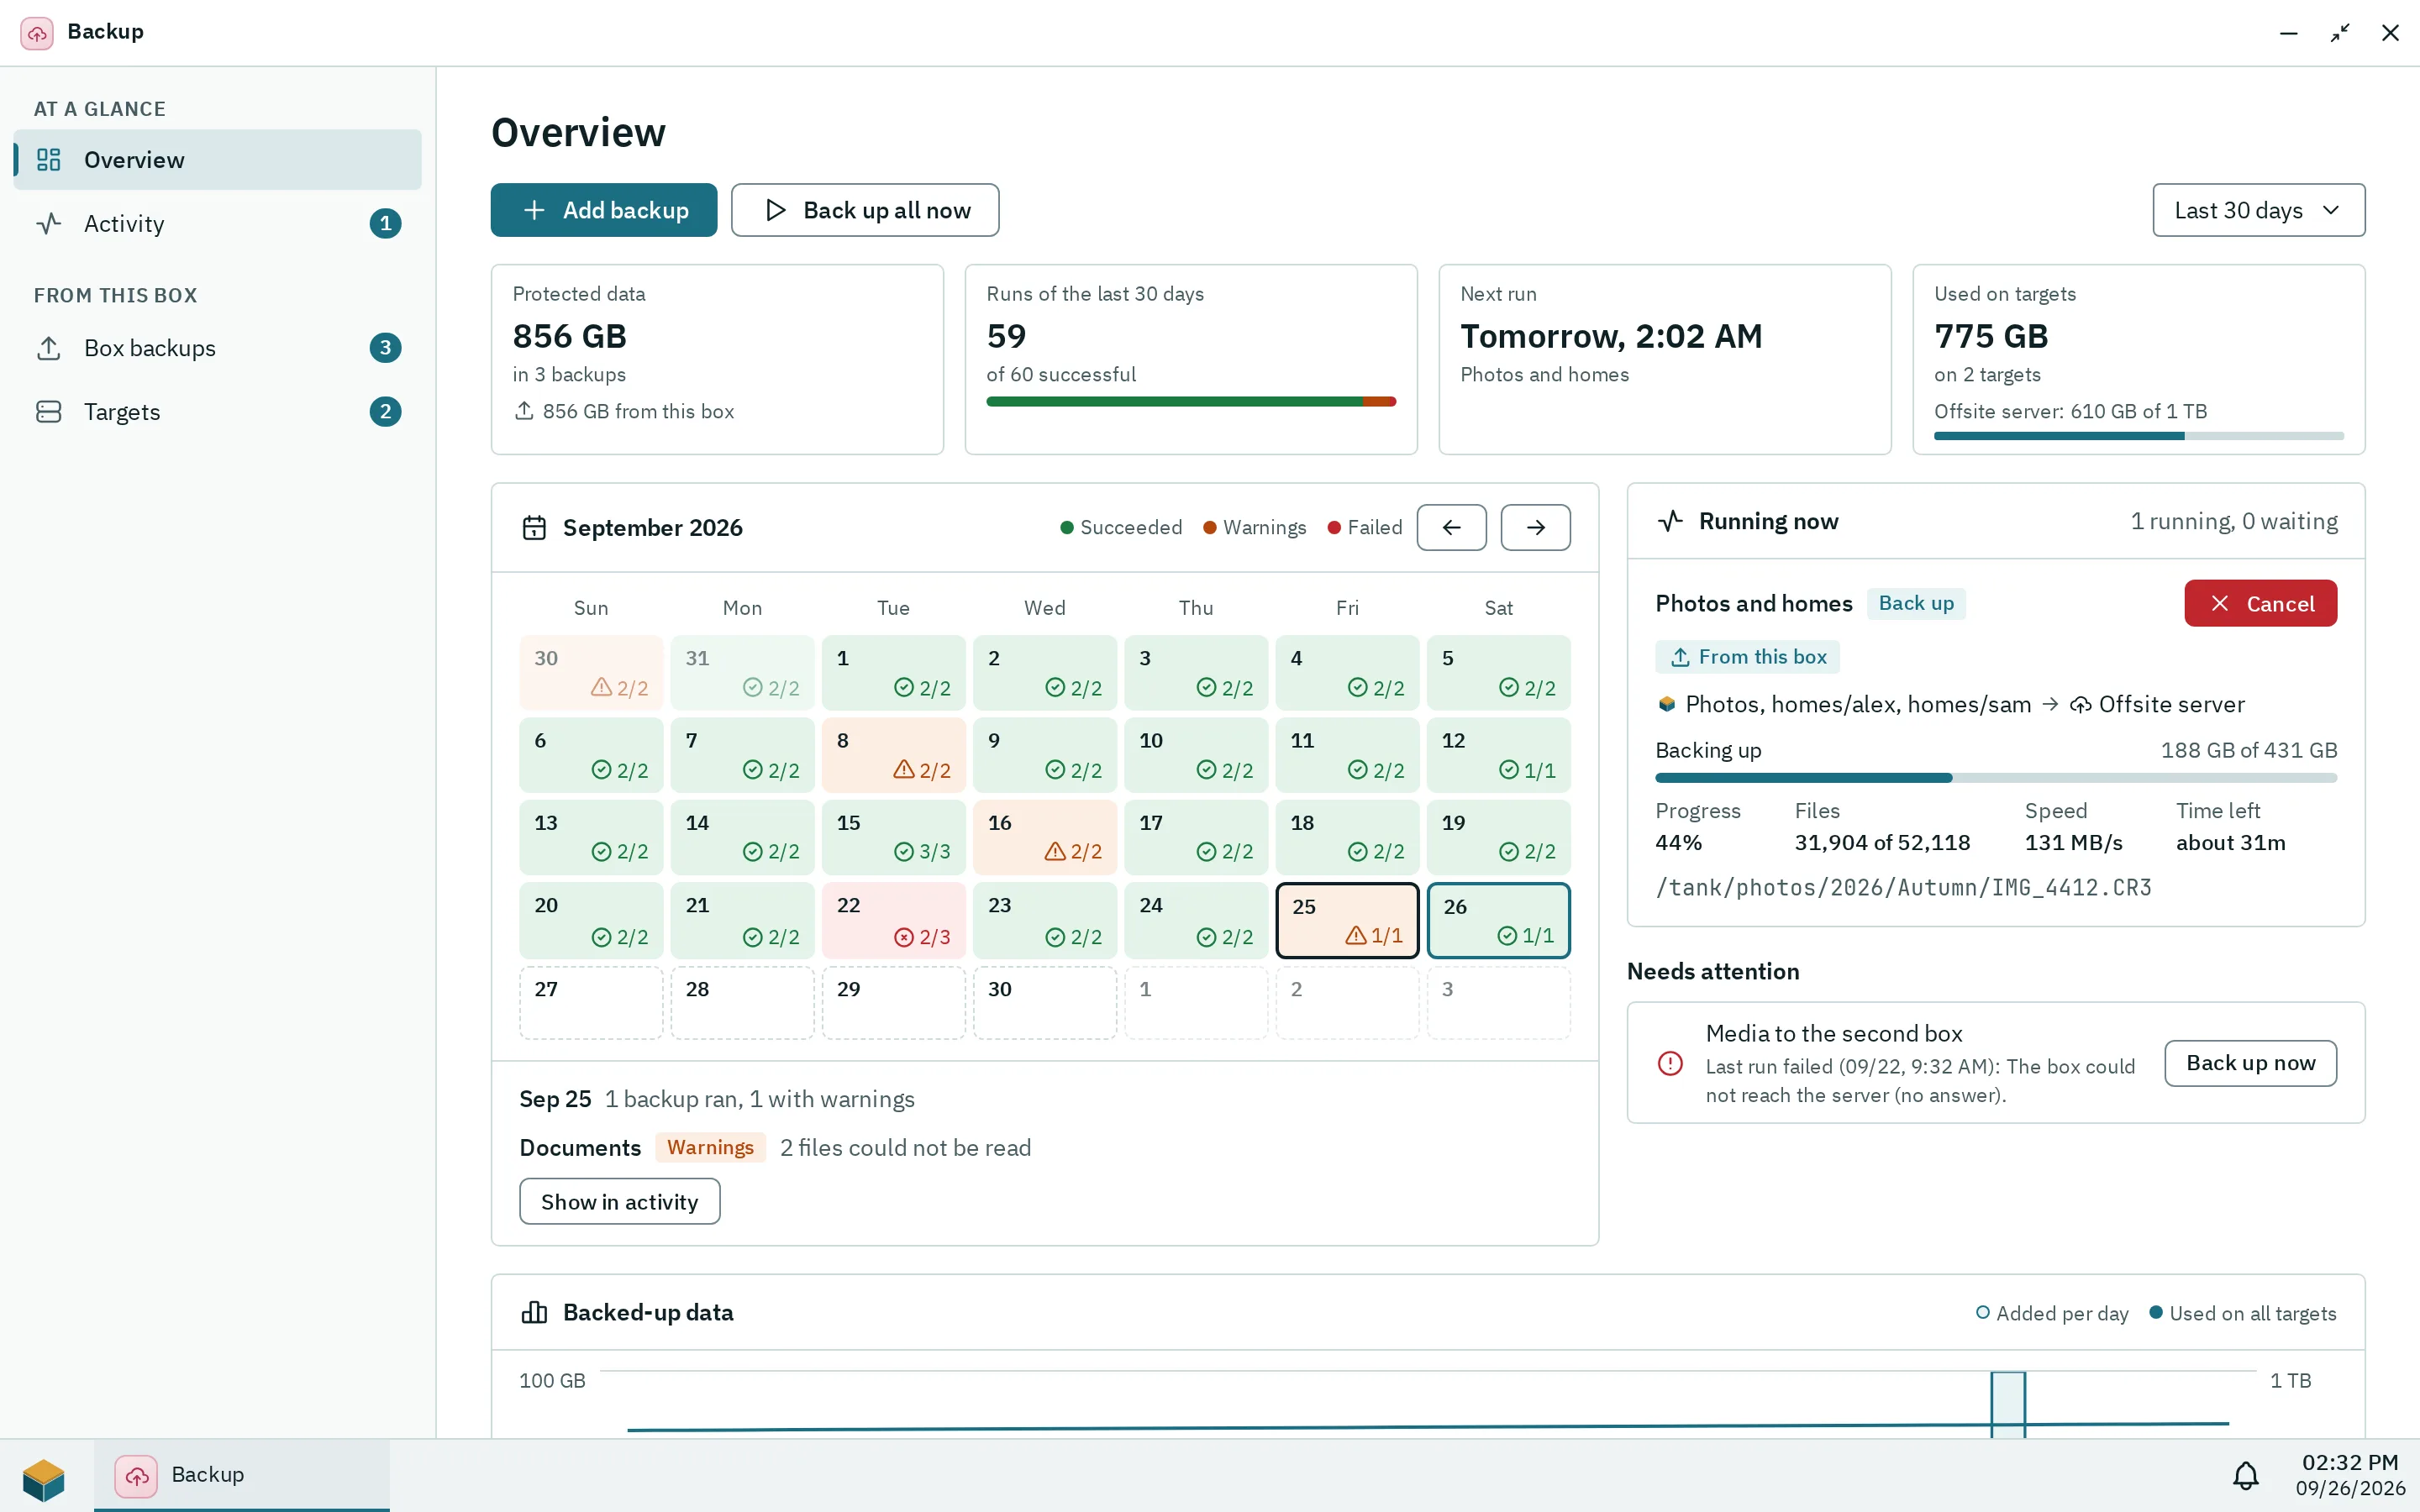 Backup
AT A GLANCE
Overview
Activity 1
FROM THIS BOX
Box backups 3
Targets 2
Overview
Add backup
Back up all now
Last 30 days
Protected data
856 GB
in 3 backups
856 GB from this box
Runs of the last 30 days
59
of 60 successful
Next run
Tomorrow, 2:02 AM
Photos and homes
Used on targets
775 GB
on 2 targets
Offsite server: 610 GB of 1 TB
September 2026
Succeeded Warnings Failed
Sun Mon Tue Wed Thu Fri Sat
30 31 1 2 3 4 5
2/2 2/2 2/2 2/2 2/2 2/2 2/2
6 7 8 9 10 11 12
2/2 2/2 2/2 2/2 2/2 2/2 1/1
13 14 15 16 17 18 19
2/2 2/2 3/3 2/2 2/2 2/2 2/2
20 21 22 23 24 25 26
2/2 2/2 2/3 2/2 2/2 1/1 1/1
27 28 29 30 1 2 3
Sep 25 1 backup ran, 1 with warnings
Documents Warnings 2 files could not be read
Show in activity
Running now 1 running, 0 waiting
Photos and homes Back up Cancel
From this box
Photos, homes/alex, homes/sam → Offsite server
Backing up 188 GB of 431 GB
Progress Files Speed Time left
44% 31,904 of 52,118 131 MB/s about 31m
/tank/photos/2026/Autumn/IMG_4412.CR3
Needs attention
Media to the second box
Last run failed (09/22, 9:32 AM): The box could
not reach the server (no answer).
Back up now
Backed-up data
Added per day Used on all targets
100 GB 1 TB
Backup
02:32 PM
09/26/2026